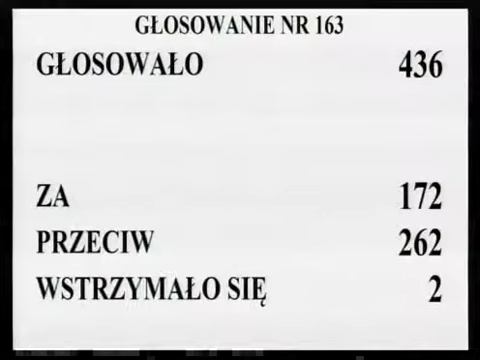 GŁOSOWANIE NR 163
GŁOSOWAŁO 436
ZA 172
PRZECIW 262
WSTRZYMAŁO SIĘ 2